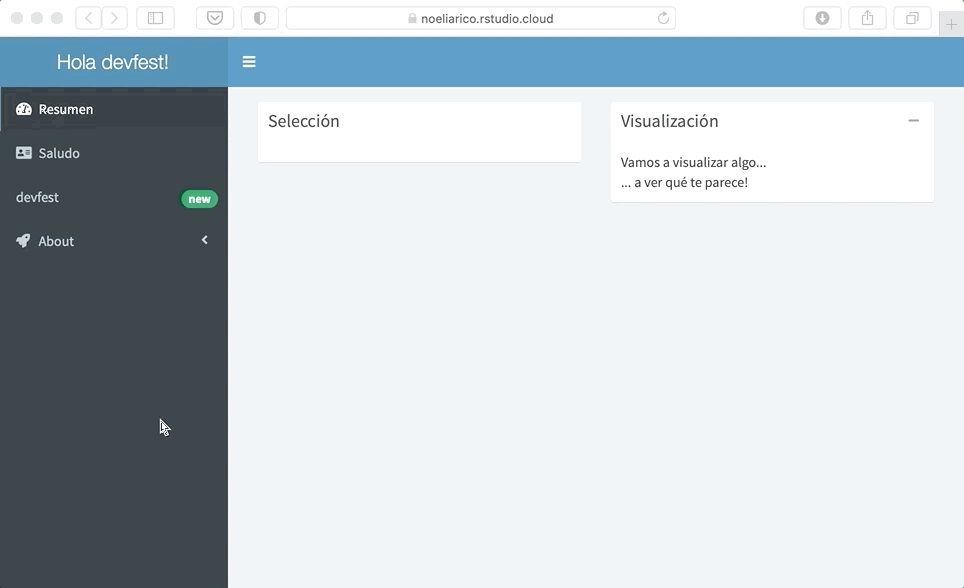 noeliarico.rstudio.cloud
Hola devfest!
Resumen
Saludo
devfest
new
About
Selección
Visualización
Vamos a visualizar algo...
... a ver qué te parece!